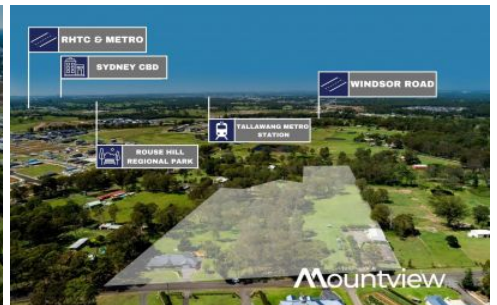 RHTC & METRO
SYDNEY CBD
WINDSOR ROAD
TALLAWANG METRO
STATION
ROUSE HILL
REGIONAL PARK
Mountview